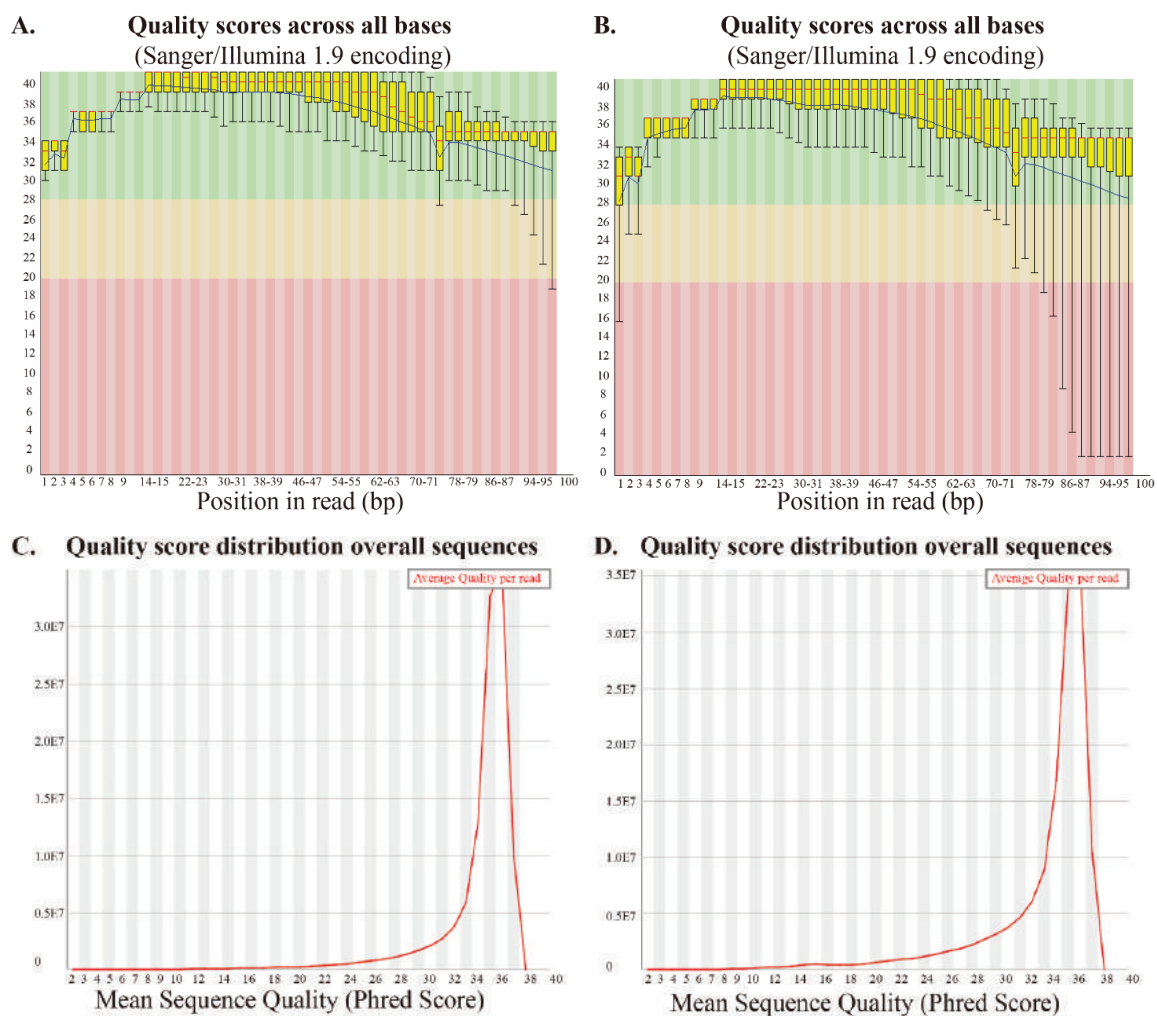 A. Quality scores across all bases
(Sanger/Illumina 1.9 encoding)
40
38
36
34
32
30
28
26
24
22
20
18
16
14
12
10
8
6
4
2
0
1 2 3 4 5 6 7 8 9 14-15 22-23 30-31 38-39 46-47 54-55 62-63 70-71 78-79 86-87 94-95 100
Position in read (bp)
B. Quality scores across all bases
(Sanger/Illumina 1.9 encoding)
40
38
36
34
32
30
28
26
24
22
20
18
16
14
12
10
8
6
4
2
0
1 2 3 4 5 6 7 8 9 14-15 22-23 30-31 38-39 46-47 54-55 62-63 70-71 78-79 86-87 94-95 100
Position in read (bp)
C. Quality score distribution overall sequences
Average Quality per read
3.0E7
2.5E7
2.0E7
1.5E7
1.0E7
0.5E7
0
2 3 4 5 6 7 8 9 10 12 14 16 18 20 22 24 26 28 30 32 34 36 38 40
Mean Sequence Quality (Phred Score)
D. Quality score distribution overall sequences
Average Quality per read
3.5E7
3.0E7
2.5E7
2.0E7
1.5E7
1.0E7
0.5E7
0
2 3 4 5 6 7 8 9 10 12 14 16 18 20 22 24 26 28 30 32 34 36 38 40
Mean Sequence Quality (Phred Score)